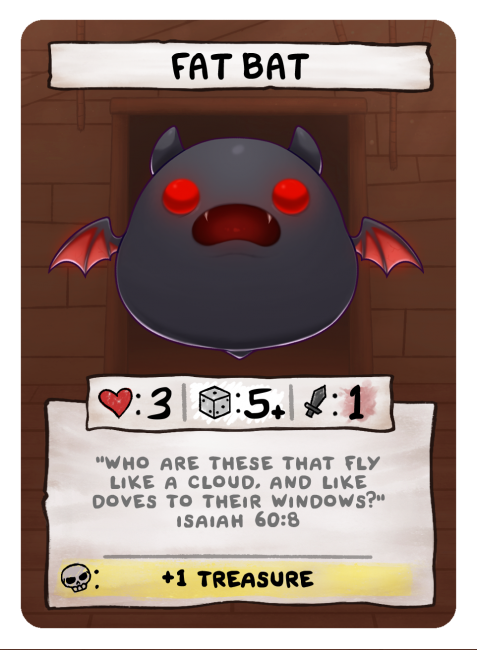 FAT BAT
:3 :5+ :1
"WHO ARE THESE THAT FLY
LIKE A CLOUD, AND LIKE
DOVES TO THEIR WINDOWS?"
ISAIAH 60:8
: +1 TREASURE